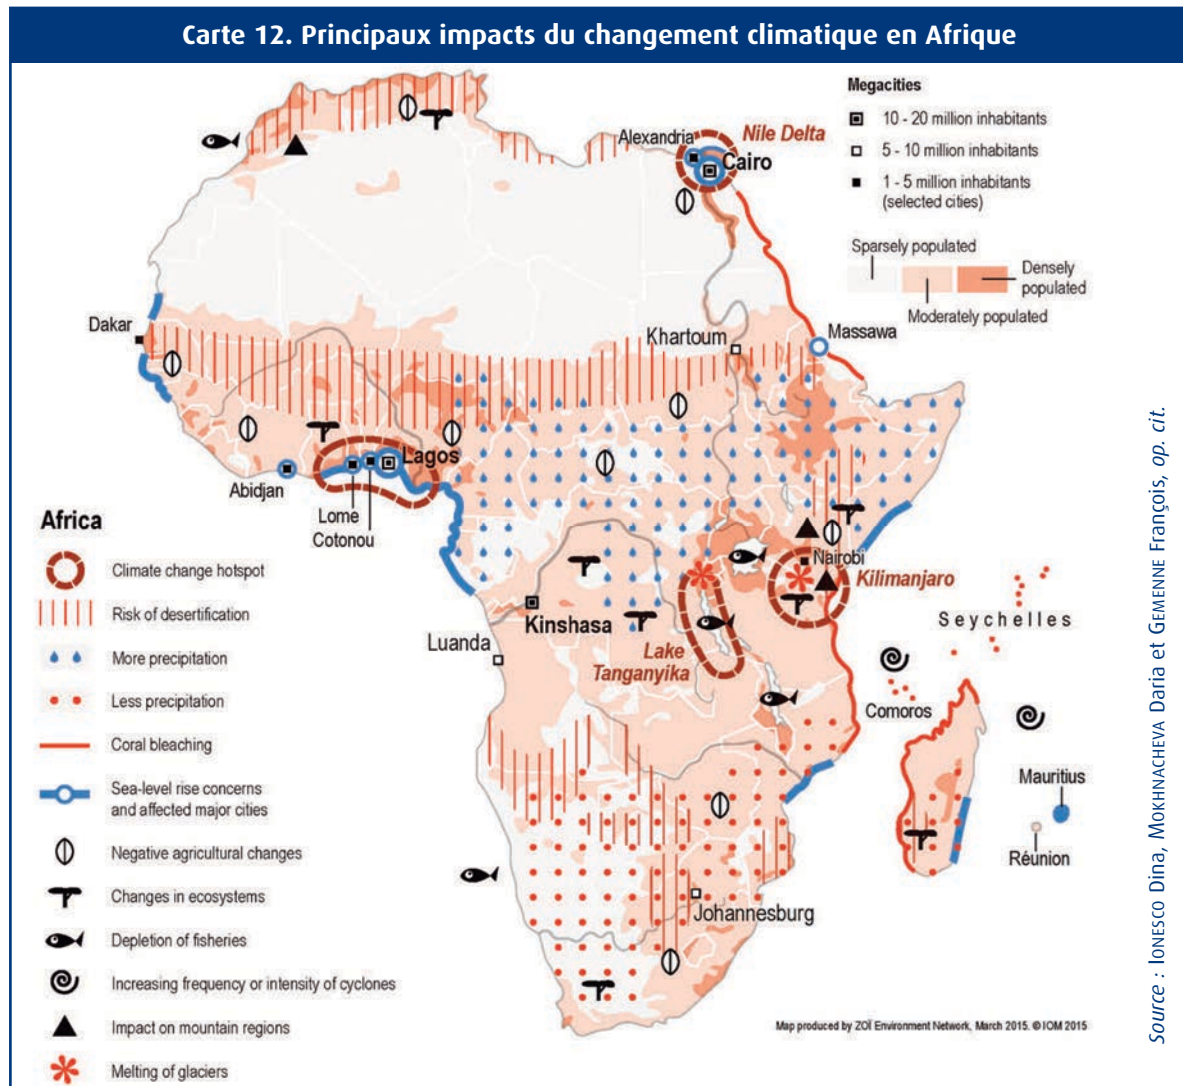 Carte 12. Principaux impacts du changement climatique en Afrique
Megacities
10 - 20 million inhabitants
5 - 10 million inhabitants
1 - 5 million inhabitants
(selected cities)
Sparsely populated
Densely
populated
Moderately populated
Alexandria
Nile Delta
Cairo
Dakar
Khartoum
Massawa
Lagos
Abidjan
Lome
Cotonou
Nairobi
Kilimanjaro
Kinshasa
Luanda
Lake
Tanganyika
Seychelles
Comoros
Mauritius
Réunion
Johannesburg
Africa
Climate change hotspot
Risk of desertification
More precipitation
Less precipitation
Coral bleaching
Sea-level rise concerns
and affected major cities
Negative agricultural changes
Changes in ecosystems
Depletion of fisheries
Increasing frequency or intensity of cyclones
Impact on mountain regions
Melting of glaciers
Map produced by ZOÏ Environment Network, March 2015. © IOM 2015
Source : IONESCO Dina, MOKHNACHEVA Daria et GEMENNE François, op. cit.